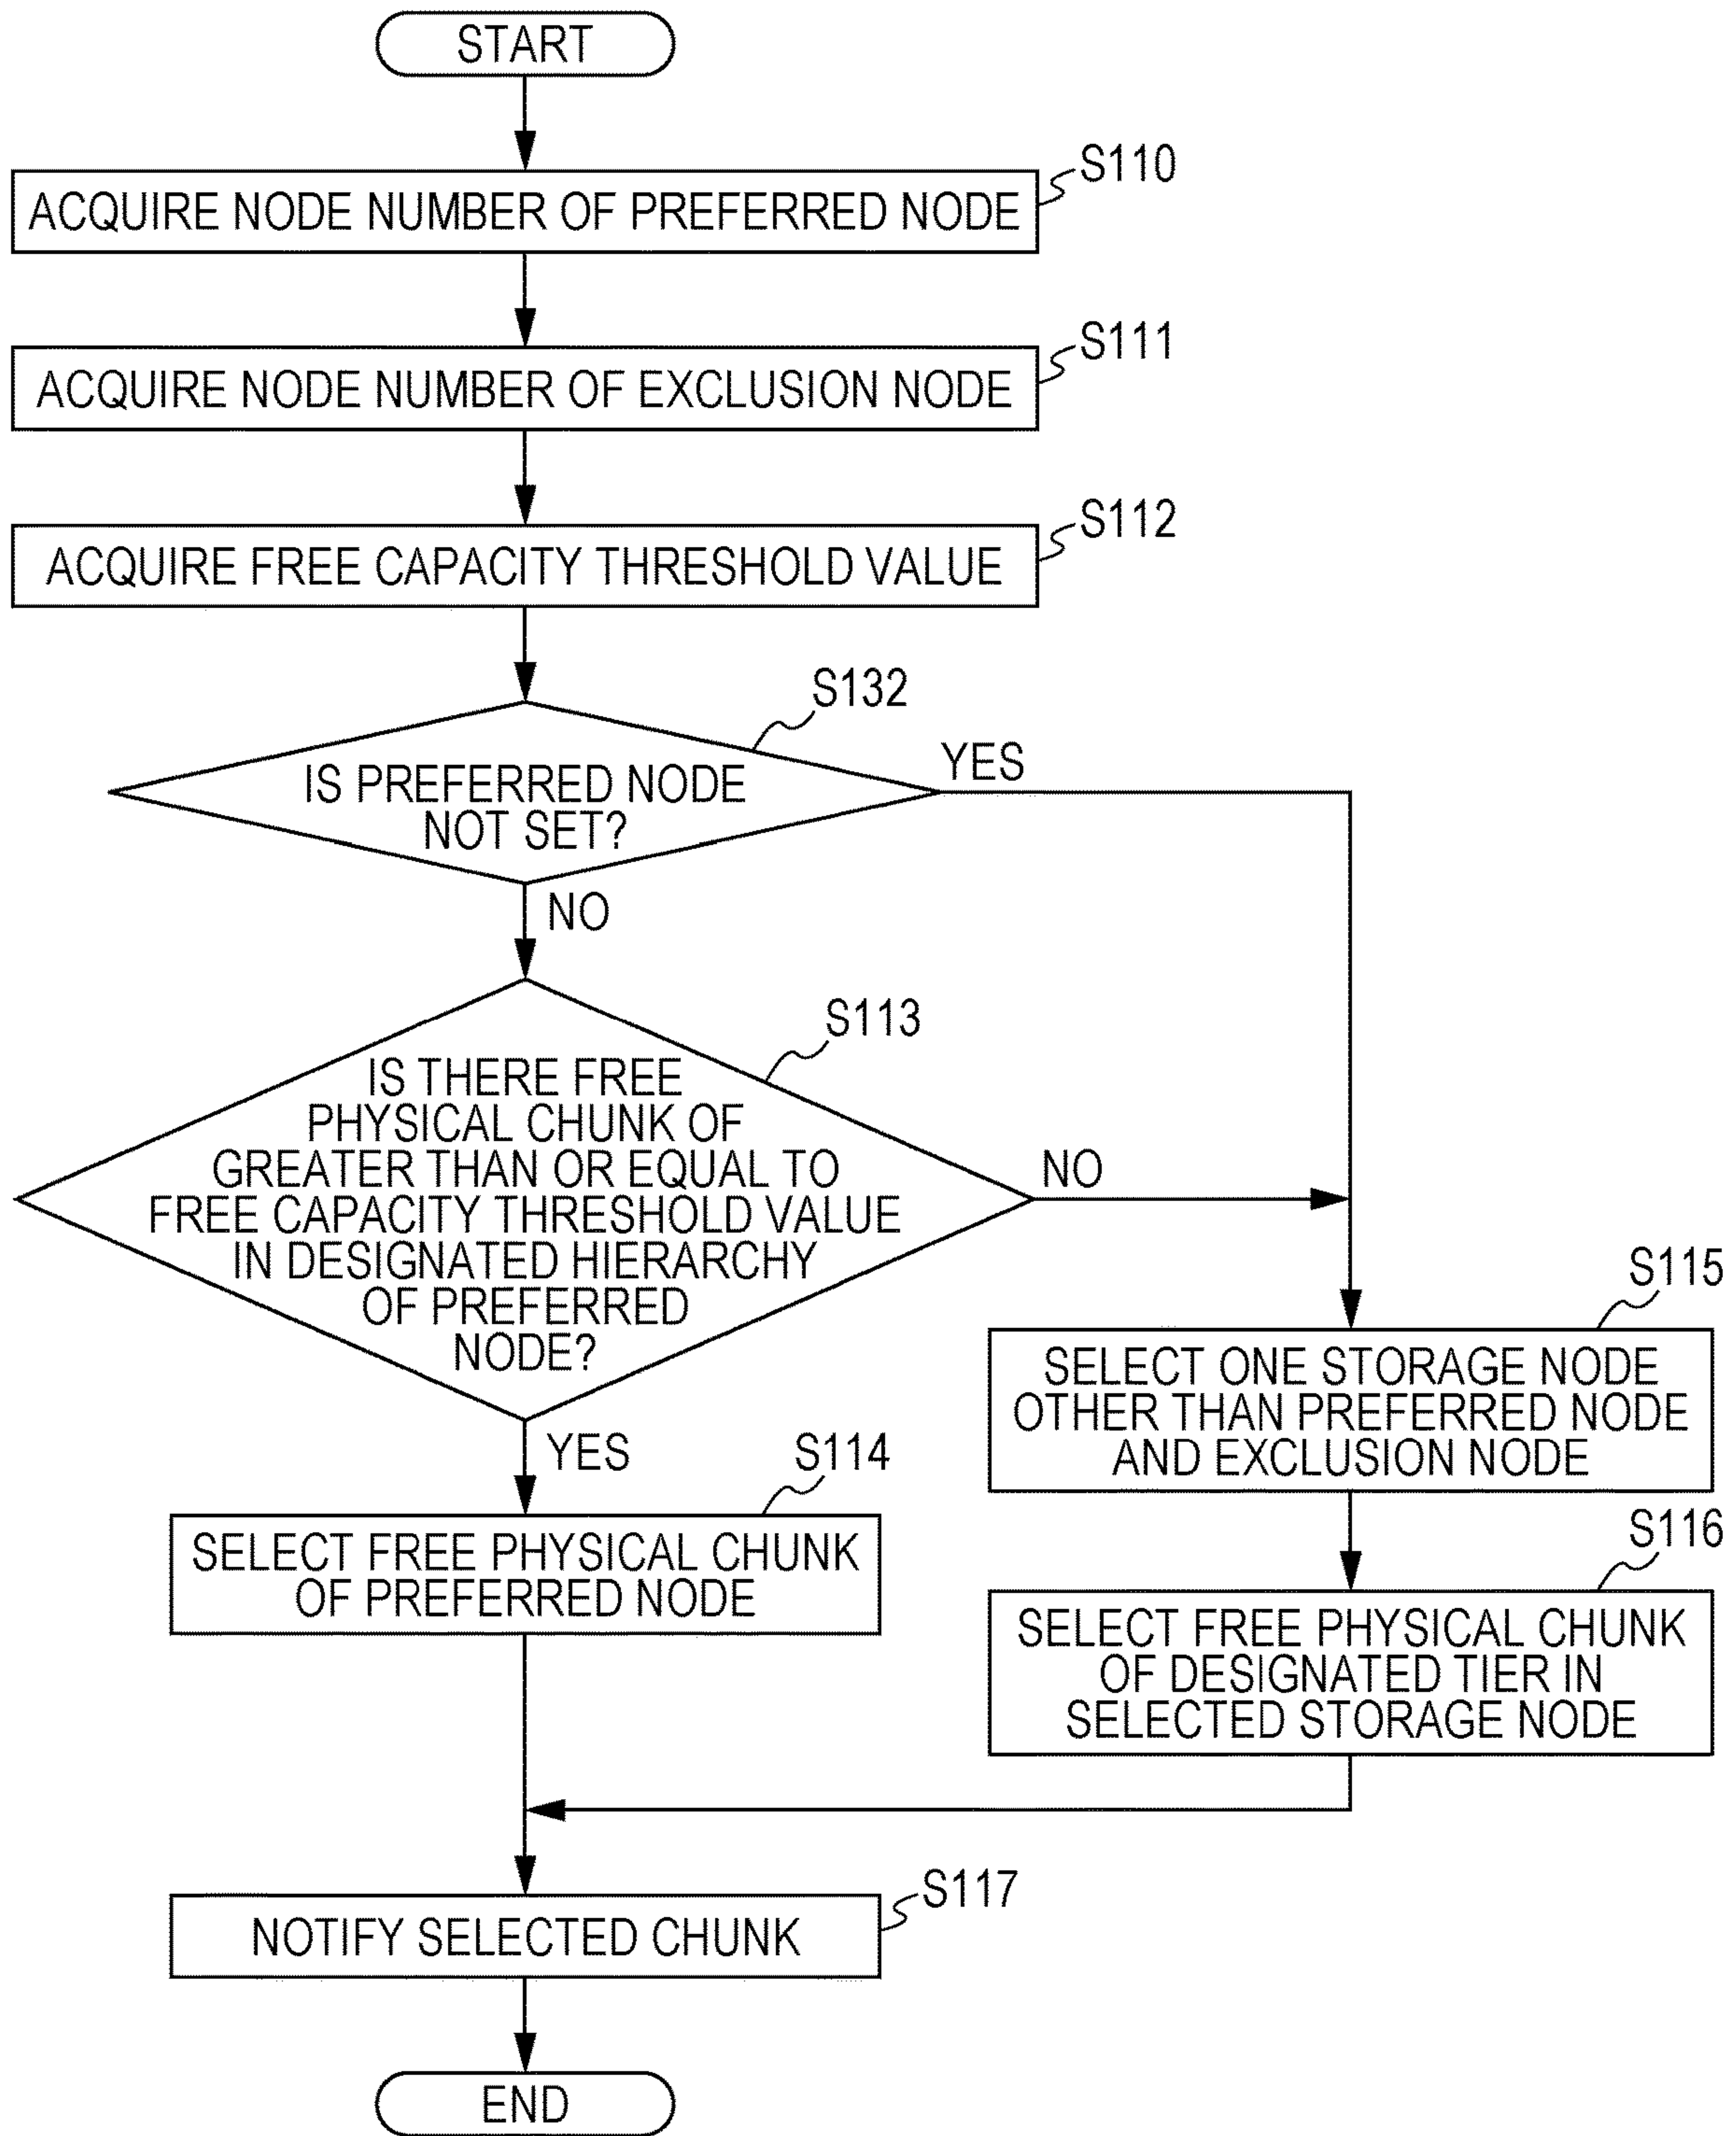 START
S110
ACQUIRE NODE NUMBER OF PREFERRED NODE
S111
ACQUIRE NODE NUMBER OF EXCLUSION NODE
S112
ACQUIRE FREE CAPACITY THRESHOLD VALUE
S132
IS PREFERRED NODE
NOT SET?
YES
NO
S113
IS THERE FREE
PHYSICAL CHUNK OF
GREATER THAN OR EQUAL TO
FREE CAPACITY THRESHOLD VALUE
IN DESIGNATED HIERARCHY
OF PREFERRED
NODE?
NO
YES
S114
SELECT FREE PHYSICAL CHUNK
OF PREFERRED NODE
S115
SELECT ONE STORAGE NODE
OTHER THAN PREFERRED NODE
AND EXCLUSION NODE
S116
SELECT FREE PHYSICAL CHUNK
OF DESIGNATED TIER IN
SELECTED STORAGE NODE
S117
NOTIFY SELECTED CHUNK
END